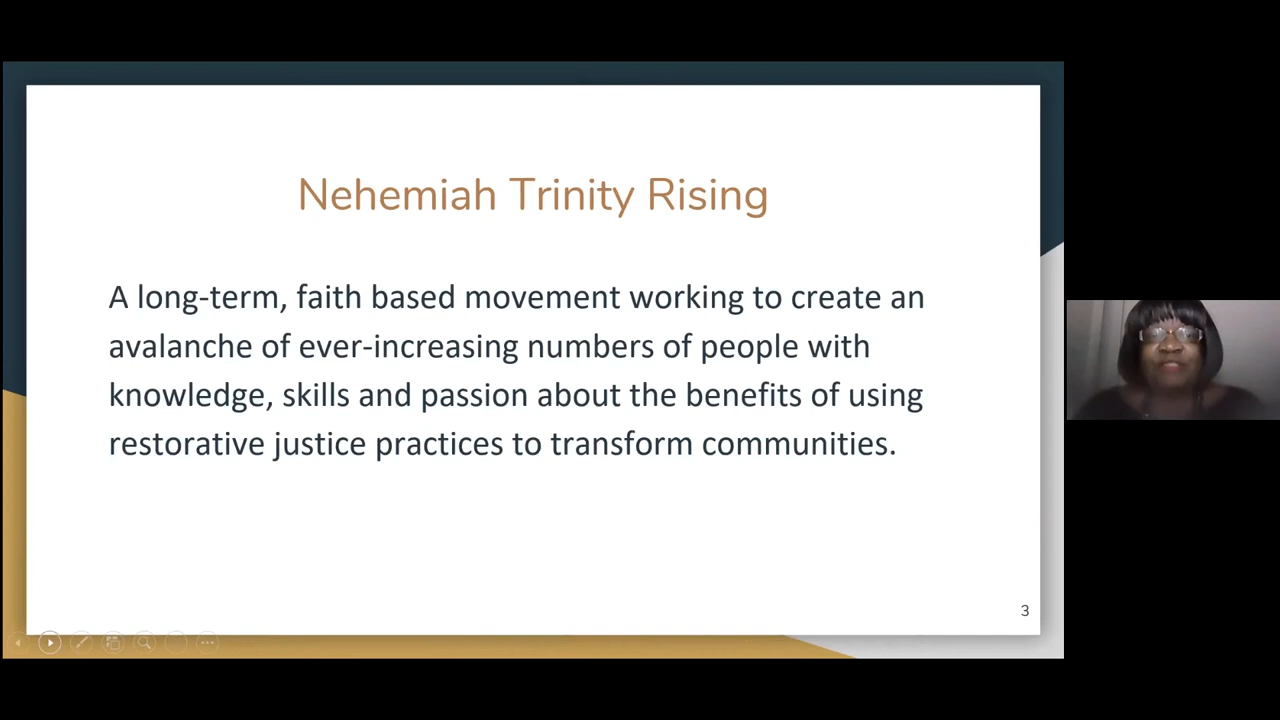 Nehemiah Trinity Rising
A long-term, faith based movement working to create an
avalanche of ever-increasing numbers of people with
knowledge, skills and passion about the benefits of using
restorative justice practices to transform communities.
3